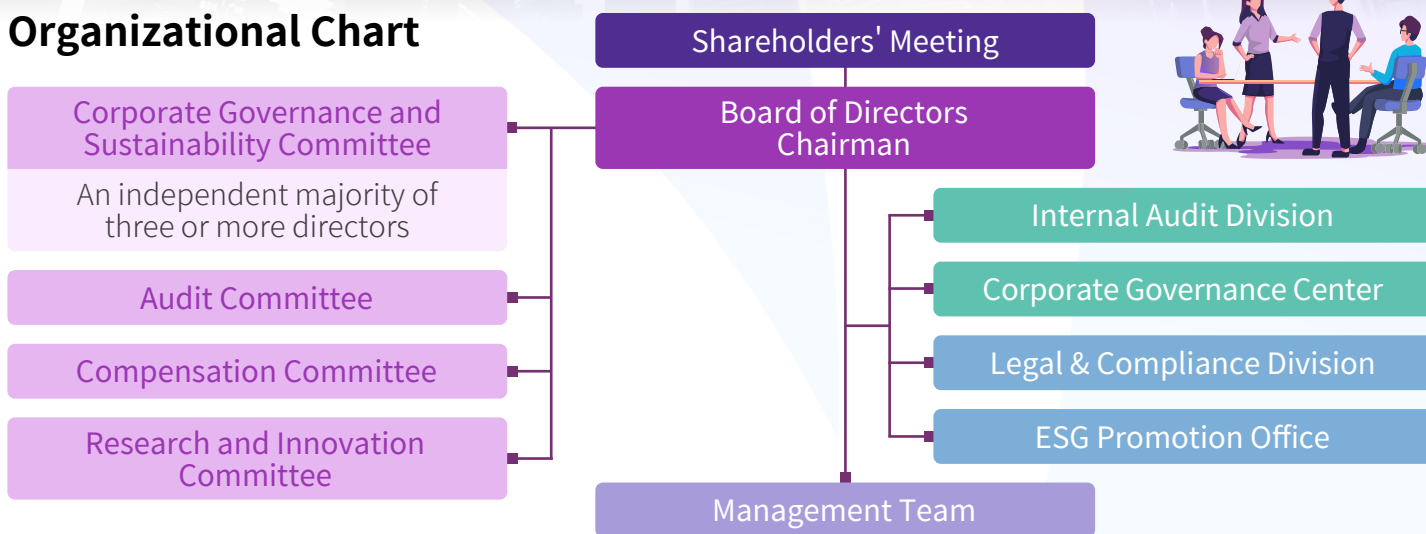 Organizational Chart
Shareholders' Meeting
Board of Directors
Chairman
Corporate Governance and
Sustainability Committee
An independent majority of
three or more directors
Audit Committee
Compensation Committee
Research and Innovation
Committee
Internal Audit Division
Corporate Governance Center
Legal & Compliance Division
ESG Promotion Office
Management Team